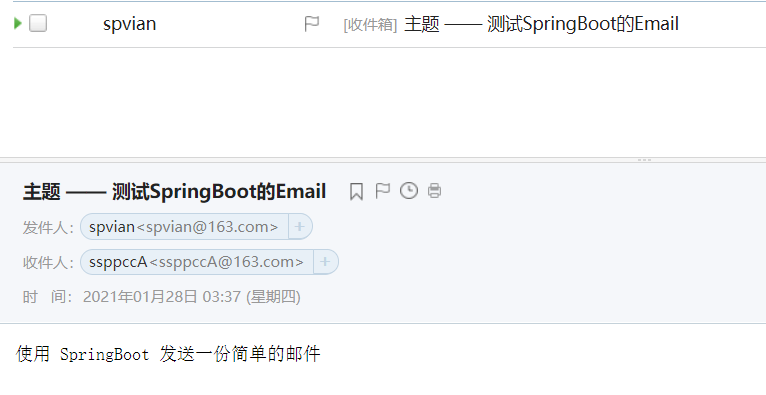 spvian [收件箱] 主题 —— 测试SpringBoot的Email
主题 —— 测试SpringBoot的Email
发件人: spvian<spvian@163.com> +
收件人: ssppccA<ssppccA@163.com> +
时 间: 2021年01月28日 03:37 (星期四)
使用 SpringBoot 发送一份简单的邮件